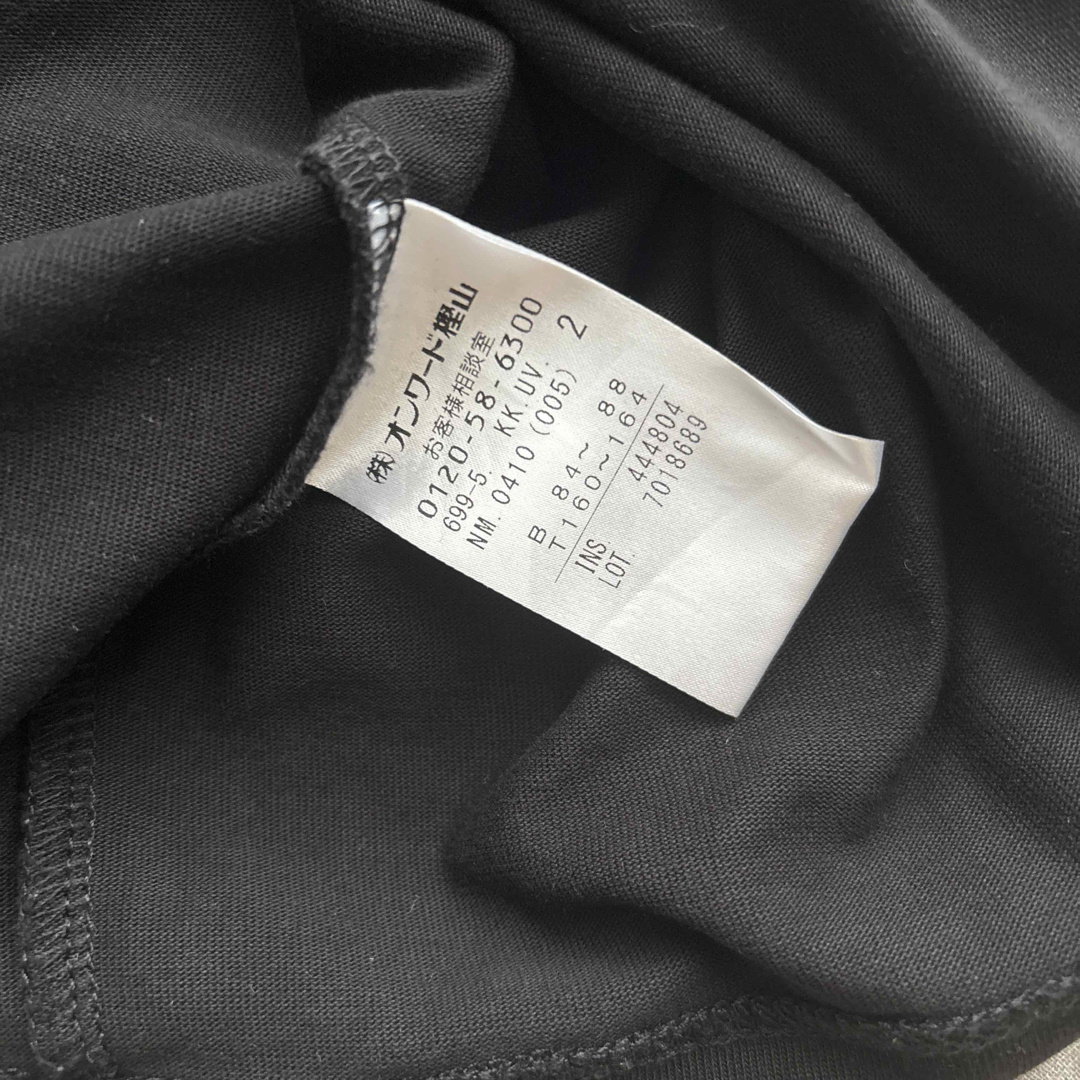 (株)オンワード樫山
お客様相談室
0120-58-6300
699-5.
NM. 0410 KK.UV. 2
(005)
B 84~ 88
T 160~164
INS. 444804
LOT. 7018689